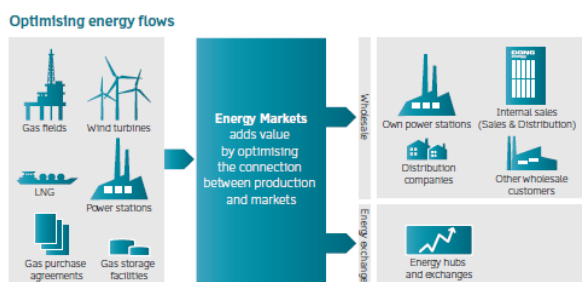 Optimising energy flows
Gas fields
Wind turbines
LNG
Power stations
Gas purchase
agreements
Gas storage
facilities
Energy Markets
adds value
by optimising
the connection
between production
and markets
Wholesale
DONG
energy
Own power stations
Internal sales
(Sales & Distribution)
Distribution
companies
Other wholesale
customers
Energy exchange
Energy hubs
and exchanges